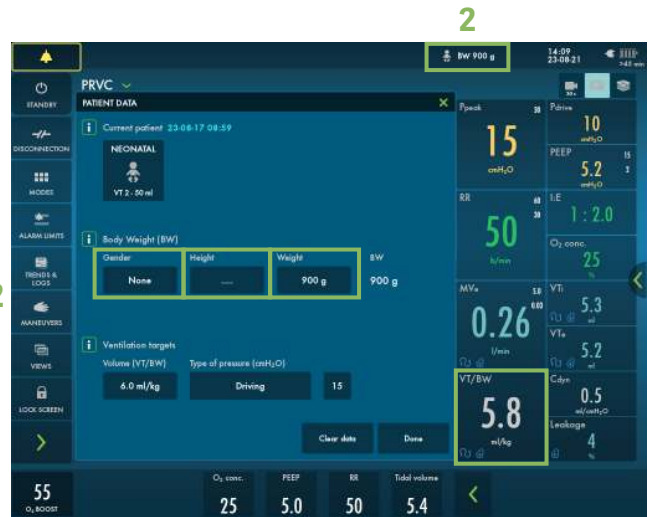 2
BW 900 g
14:09
23-08-21
>45 min
STANDBY
DISCONNECTION
MODES
ALARM LIMITS
TRENDS &
LOGS
2
MANEUVERS
VIEWS
LOCK SCREEN
55
O₂ BOOST
PRVC
PATIENT DATA
Current patient 23-08-17 08:59
NEONATAL
VT 2 - 50 ml
Body Weight (BW)
Gender Height Weight BW
None --- 900 g 900 g
Ventilation targets
Volume (VT/BW) Type of pressure (cmH₂O)
6.0 ml/kg Driving 15
Clear data Done
Ppeak 30
15
cmH₂O
Pdrive
10
cmH₂O
PEEP 15
5.2 2
cmH₂O
RR 60
30
50
b/min
I:E
1 : 2.0
O₂ conc.
25
%
MVe 5.0
0.02
0.26
l/min
VTi
5.3
ml
VTe
5.2
ml
VT/BW
5.8
ml/kg
Cdyn
0.5
ml/cmH₂O
Leakage
4
%
O₂ conc. PEEP RR Tidal volume
25 5.0 50 5.4